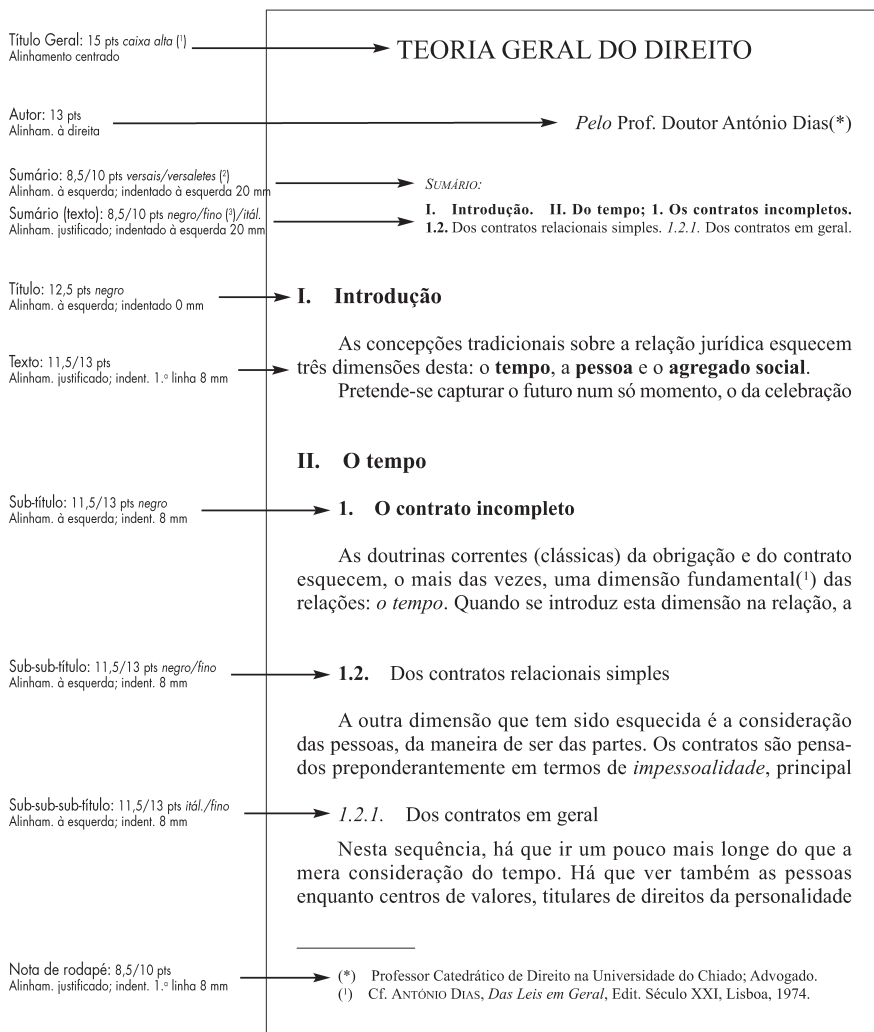 Título Geral: 15 pts caixa alta (¹)
Alinhamento centrado
TEORIA GERAL DO DIREITO
Autor: 13 pts
Alinham. à direita
Pelo Prof. Doutor António Dias(*)
Sumário: 8,5/10 pts versais/versaletes (²)
Alinham. à esquerda; indentado à esquerda 20 mm
SUMÁRIO:
Sumário (texto): 8,5/10 pts negro/fino (³)/itál.
Alinham. justificado; indentado à esquerda 20 mm
I. Introdução. II. Do tempo; 1. Os contratos incompletos.
1.2. Dos contratos relacionais simples. 1.2.1. Dos contratos em geral.
Título: 12,5 pts negro
Alinham. à esquerda; indentado 0 mm
I. Introdução
Texto: 11,5/13 pts
Alinham. justificado; indent. 1.º linha 8 mm
As concepções tradicionais sobre a relação jurídica esquecem
três dimensões desta: o tempo, a pessoa e o agregado social.
Pretende-se capturar o futuro num só momento, o da celebração
II. O tempo
Sub-título: 11,5/13 pts negro
Alinham. à esquerda; indent. 8 mm
1. O contrato incompleto
As doutrinas correntes (clássicas) da obrigação e do contrato
esquecem, o mais das vezes, uma dimensão fundamental(¹) das
relações: o tempo. Quando se introduz esta dimensão na relação, a
Sub-sub-título: 11,5/13 pts negro/fino
Alinham. à esquerda; indent. 8 mm
1.2. Dos contratos relacionais simples
A outra dimensão que tem sido esquecida é a consideração
das pessoas, da maneira de ser das partes. Os contratos são pensa-
dos preponderantemente em termos de impessoalidade, principal
Sub-sub-sub-título: 11,5/13 pts itál./fino
Alinham. à esquerda; indent. 8 mm
1.2.1. Dos contratos em geral
Nesta sequência, há que ir um pouco mais longe do que a
mera consideração do tempo. Há que ver também as pessoas
enquanto centros de valores, titulares de direitos da personalidade
Nota de rodapé: 8,5/10 pts
Alinham. justificado; indent. 1.º linha 8 mm
(*) Professor Catedrático de Direito na Universidade do Chiado; Advogado.
(¹) Cf. ANTÓNIO DIAS, Das Leis em Geral, Edit. Século XXI, Lisboa, 1974.